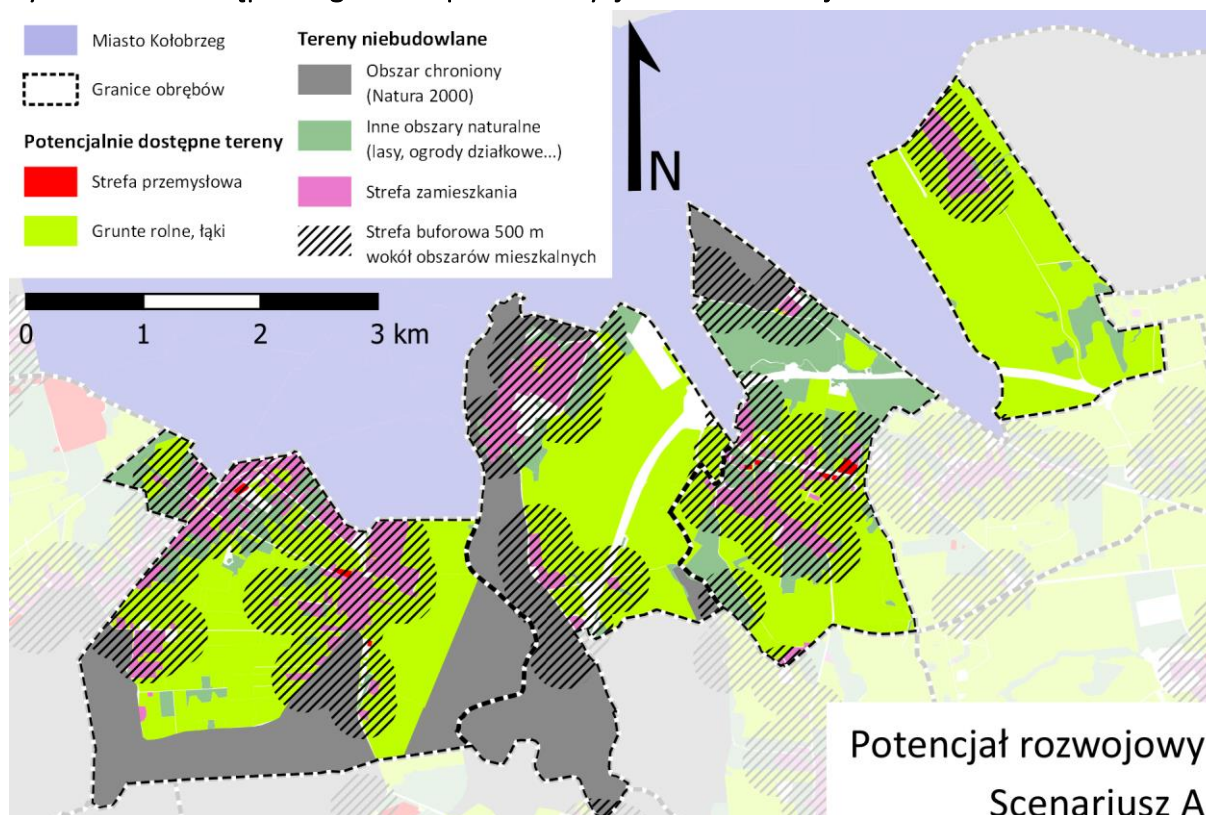 Miasto Kołobrzeg
Granice obrębów
Potencjalnie dostępne tereny
Strefa przemysłowa
Grunte rolne, łąki
Tereny niebudowlane
Obszar chroniony
(Natura 2000)
Inne obszary naturalne
(lasy, ogrody działkowe...)
Strefa zamieszkania
Strefa buforowa 500 m
wokół obszarów mieszkalnych
N
0 1 2 3 km
Potencjał rozwojowy
Scenariusz A